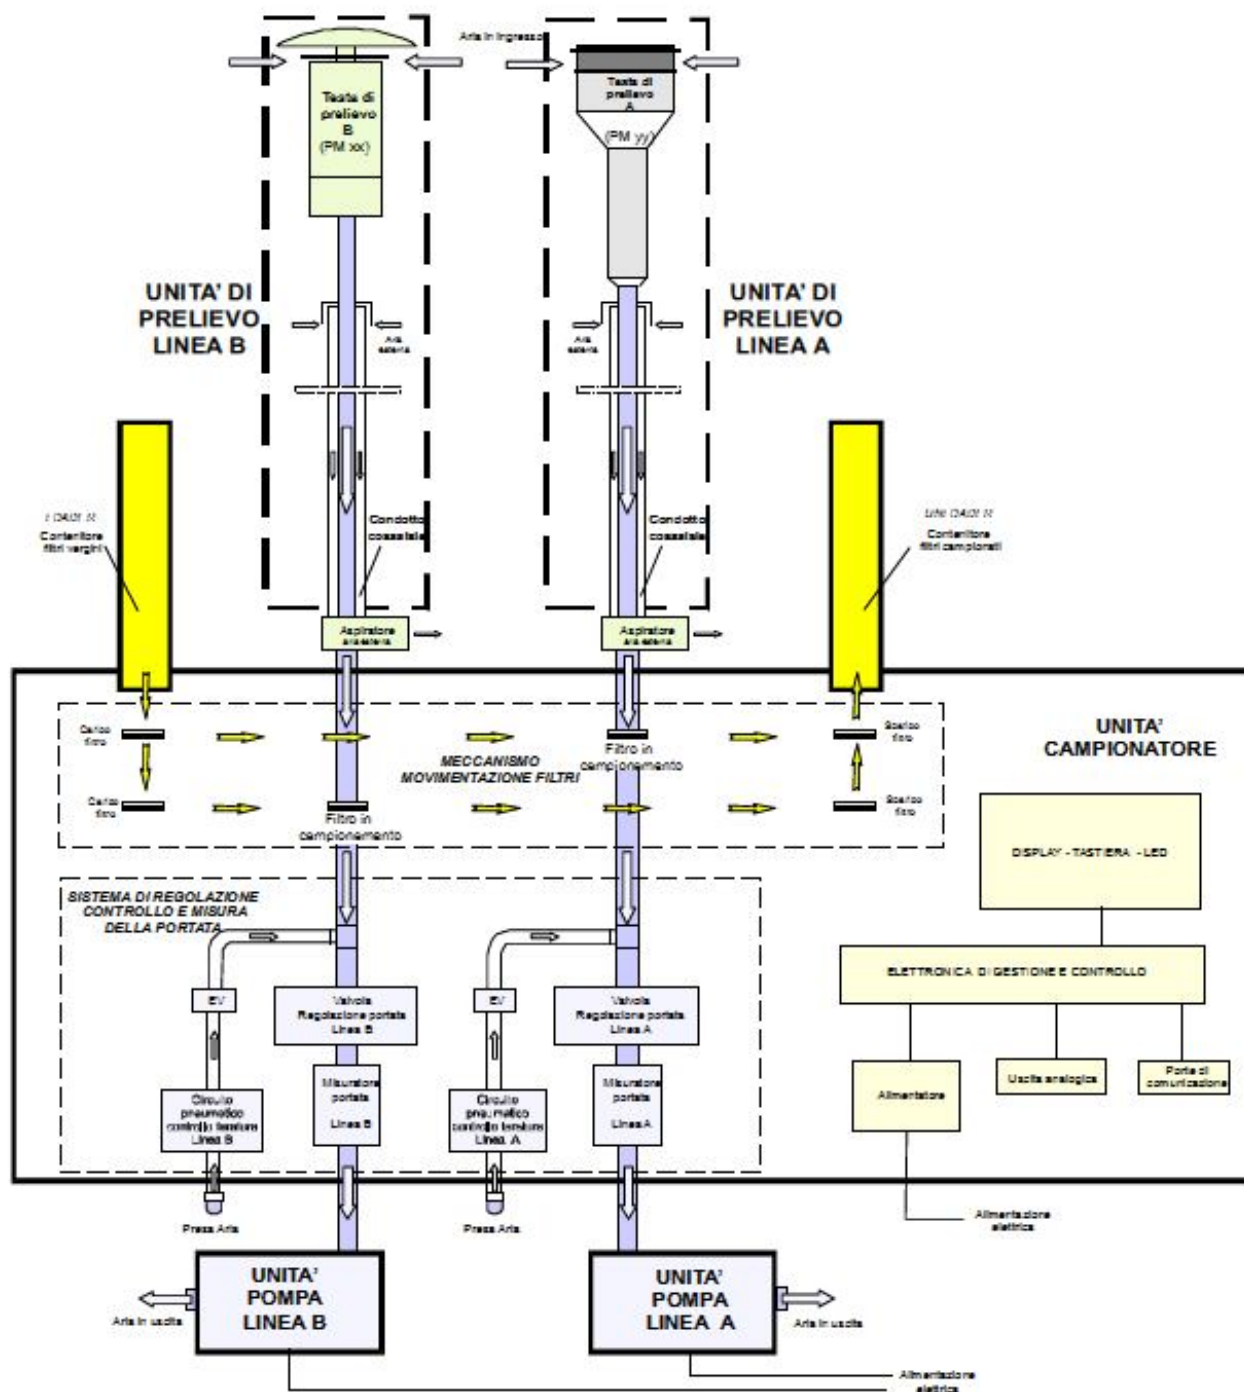 Aria in ingresso
Testa di
prelievo
B
(PM xx)
Testa di
prelievo
A
(PM yy)
UNITA' DI
PRELIEVO
LINEA B
UNITA' DI
PRELIEVO
LINEA A
Aria
esterna
Aria
esterna
LOADER
Contenitore
filtri vergini
Condotto
coassiale
Condotto
coassiale
UNLOADER
Contenitore
filtri campionati
Aspiratore
aria esterna
Aspiratore
aria esterna
Carico
filtro
Filtro in
campionamento
Scarico
filtro
MECCANISMO
MOVIMENTAZIONE FILTRI
UNITA'
CAMPIONATORE
Carico
filtro
Filtro in
campionamento
Scarico
filtro
DISPLAY - TASTIERA - LED
SISTEMA DI REGOLAZIONE
CONTROLLO E MISURA
DELLA PORTATA
ELETTRONICA DI GESTIONE E CONTROLLO
EV
Valvola
Regolazione portata
Linea B
EV
Valvola
Regolazione portata
Linea A
Circuito
pneumatico
controllo taratura
Linea B
Misuratore
portata
Linea B
Circuito
pneumatico
controllo taratura
Linea A
Misuratore
portata
Linea A
Alimentatore
Uscita analogica
Porte di
comunicazione
Presa Aria
Presa Aria
Alimentazione
elettrica
UNITA'
POMPA
LINEA B
UNITA'
POMPA
LINEA A
Aria in uscita
Aria in uscita
Alimentazione
elettrica